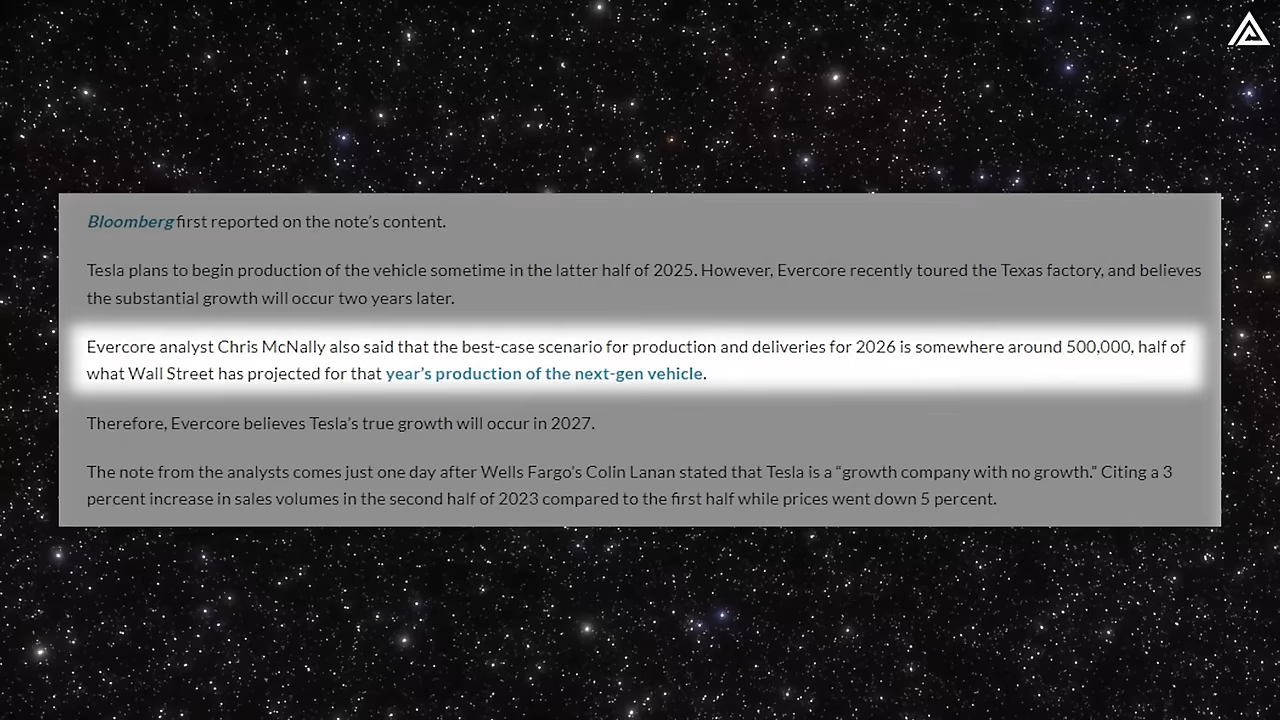 Bloomberg first reported on the note’s content.
Tesla plans to begin production of the vehicle sometime in the latter half of 2025. However, Evercore recently toured the Texas factory, and believes
the substantial growth will occur two years later.
Evercore analyst Chris McNally also said that the best-case scenario for production and deliveries for 2026 is somewhere around 500,000, half of
what Wall Street has projected for that year’s production of the next-gen vehicle.
Therefore, Evercore believes Tesla’s true growth will occur in 2027.
The note from the analysts comes just one day after Wells Fargo’s Colin Lanan stated that Tesla is a “growth company with no growth.” Citing a 3
percent increase in sales volumes in the second half of 2023 compared to the first half while prices went down 5 percent.